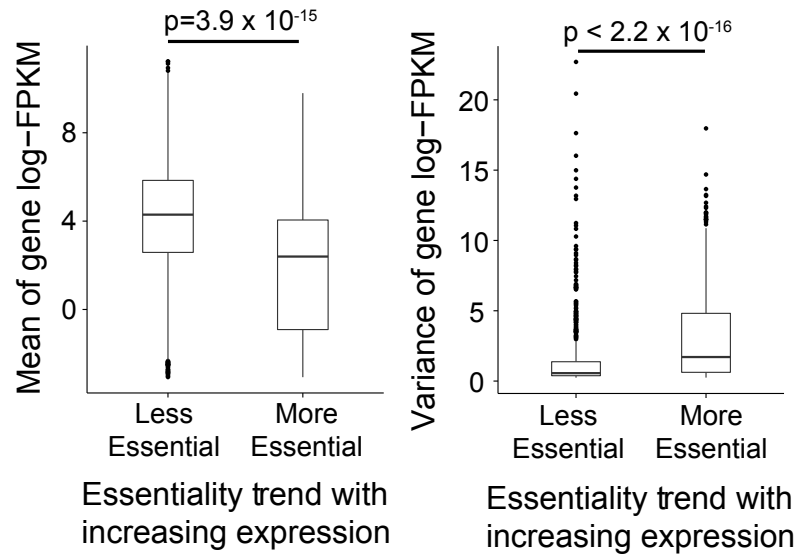 p=3.9 x 10-15
Mean of gene log−FPKM
8
4
0
Less Essential
More Essential
Essentiality trend with
increasing expression
p < 2.2 x 10-16
Variance of gene log−FPKM
20
15
10
5
0
Less Essential
More Essential
Essentiality trend with
increasing expression